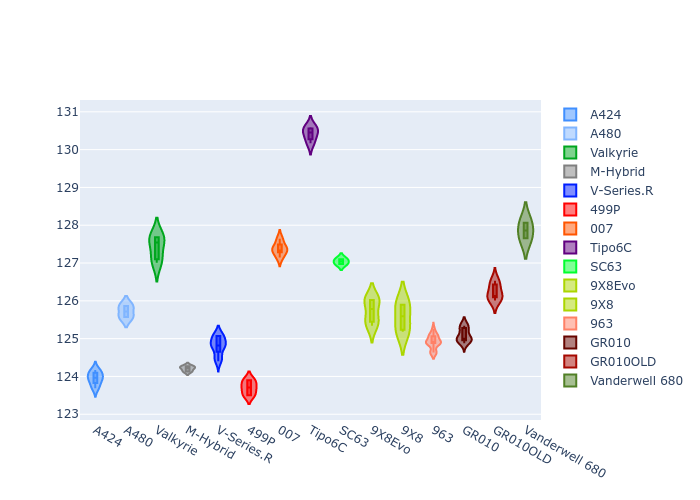 131
130
129
128
127
126
125
124
123
A424
A480
Valkyrie
M-Hybrid
V-Series.R
499P
007
Tipo6C
SC63
9X8Evo
9X8
963
GR010
GR010OLD
Vanderwell 680
A424
A480
Valkyrie
M-Hybrid
V-Series.R
499P
007
Tipo6C
SC63
9X8Evo
9X8
963
GR010
GR010OLD
Vanderwell 680